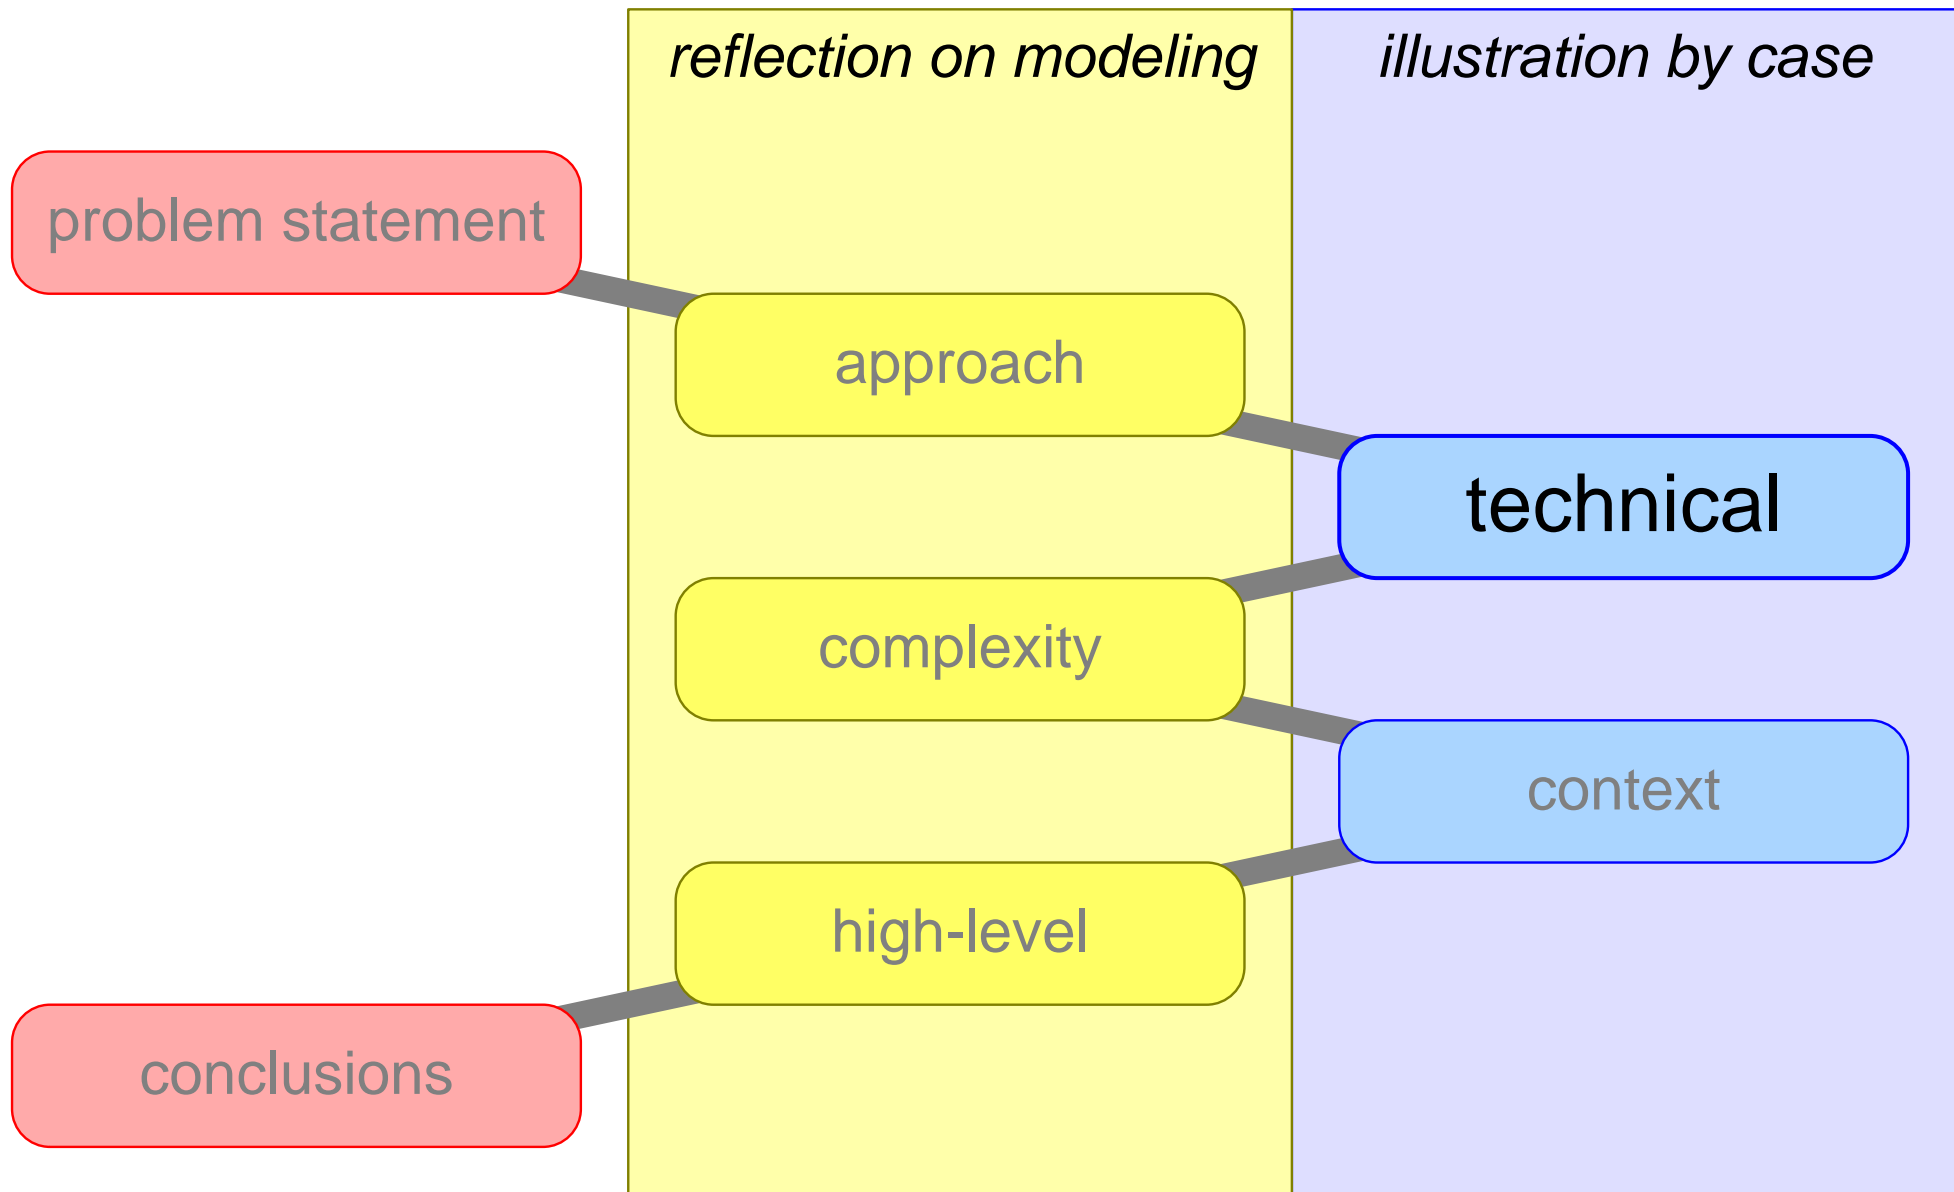 reflection on modeling
illustration by case
problem statement
approach
technical
complexity
context
high-level
conclusions